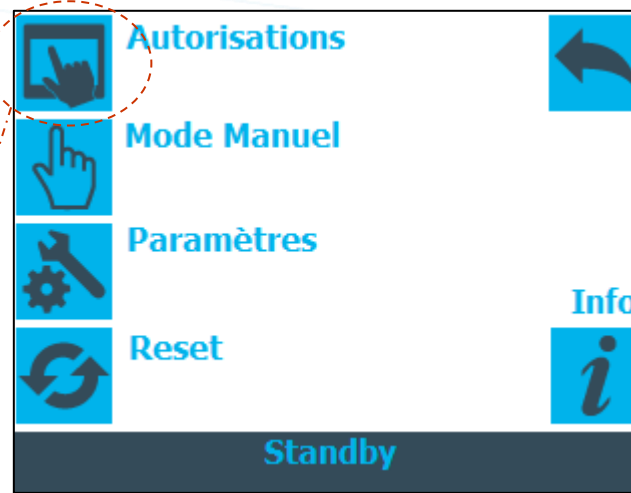 Autorisations
Mode Manuel
Paramètres
Info
Reset
Standby